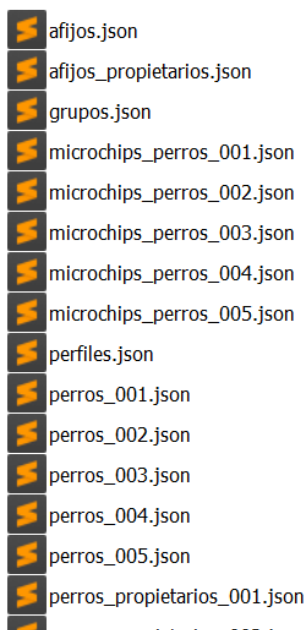 afijos.json
afijos_propietarios.json
grupos.json
microchips_perros_001.json
microchips_perros_002.json
microchips_perros_003.json
microchips_perros_004.json
microchips_perros_005.json
perfiles.json
perros_001.json
perros_002.json
perros_003.json
perros_004.json
perros_005.json
perros_propietarios_001.json